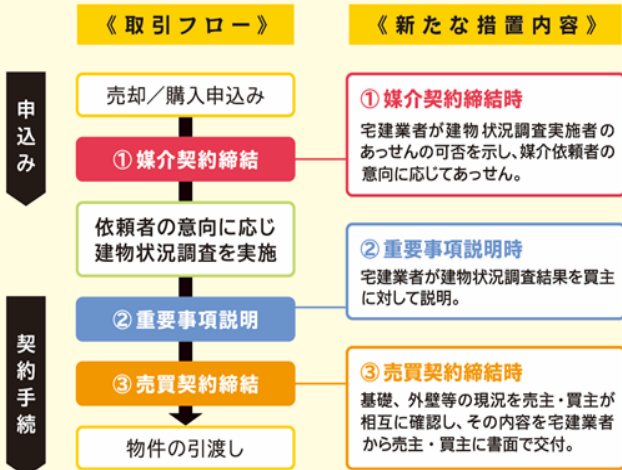 《取引フロー》
《新たな措置内容》
申込み
売却／購入申込み
①媒介契約締結
依頼者の意向に応じ
建物状況調査を実施
契約手続
②重要事項説明
③売買契約締結
物件の引渡し
①媒介契約締結時
宅建業者が建物状況調査実施者の
あっせんの可否を示し、媒介依頼者の
意向に応じてあっせん。
②重要事項説明時
宅建業者が建物状況調査結果を買主
に対して説明。
③売買契約締結時
基礎、外壁等の現況を売主・買主が
相互に確認し、その内容を宅建業者
から売主・買主に書面で交付。